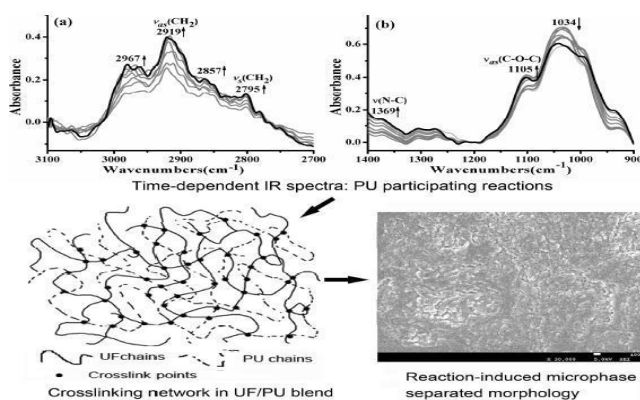 (a)
νas(CH2)
2919
2967
2857
νs(CH2)
2795
Absorbance
0.4
0.2
0.0
3100 3000 2900 2800 2700
Wavenumbers(cm-1)
(b)
1034
νas(C-O-C)
1105
ν(N-C)
1369
Absorbance
0.6
0.4
0.2
0.0
1400 1300 1100 1000 900
Wavenumbers(cm-1)
Time-dependent IR spectra: PU participating reactions
UFchains
PU chains
Crosslink points
Crosslinking network in UF/PU blend
Reaction-induced microphase
separated morphology